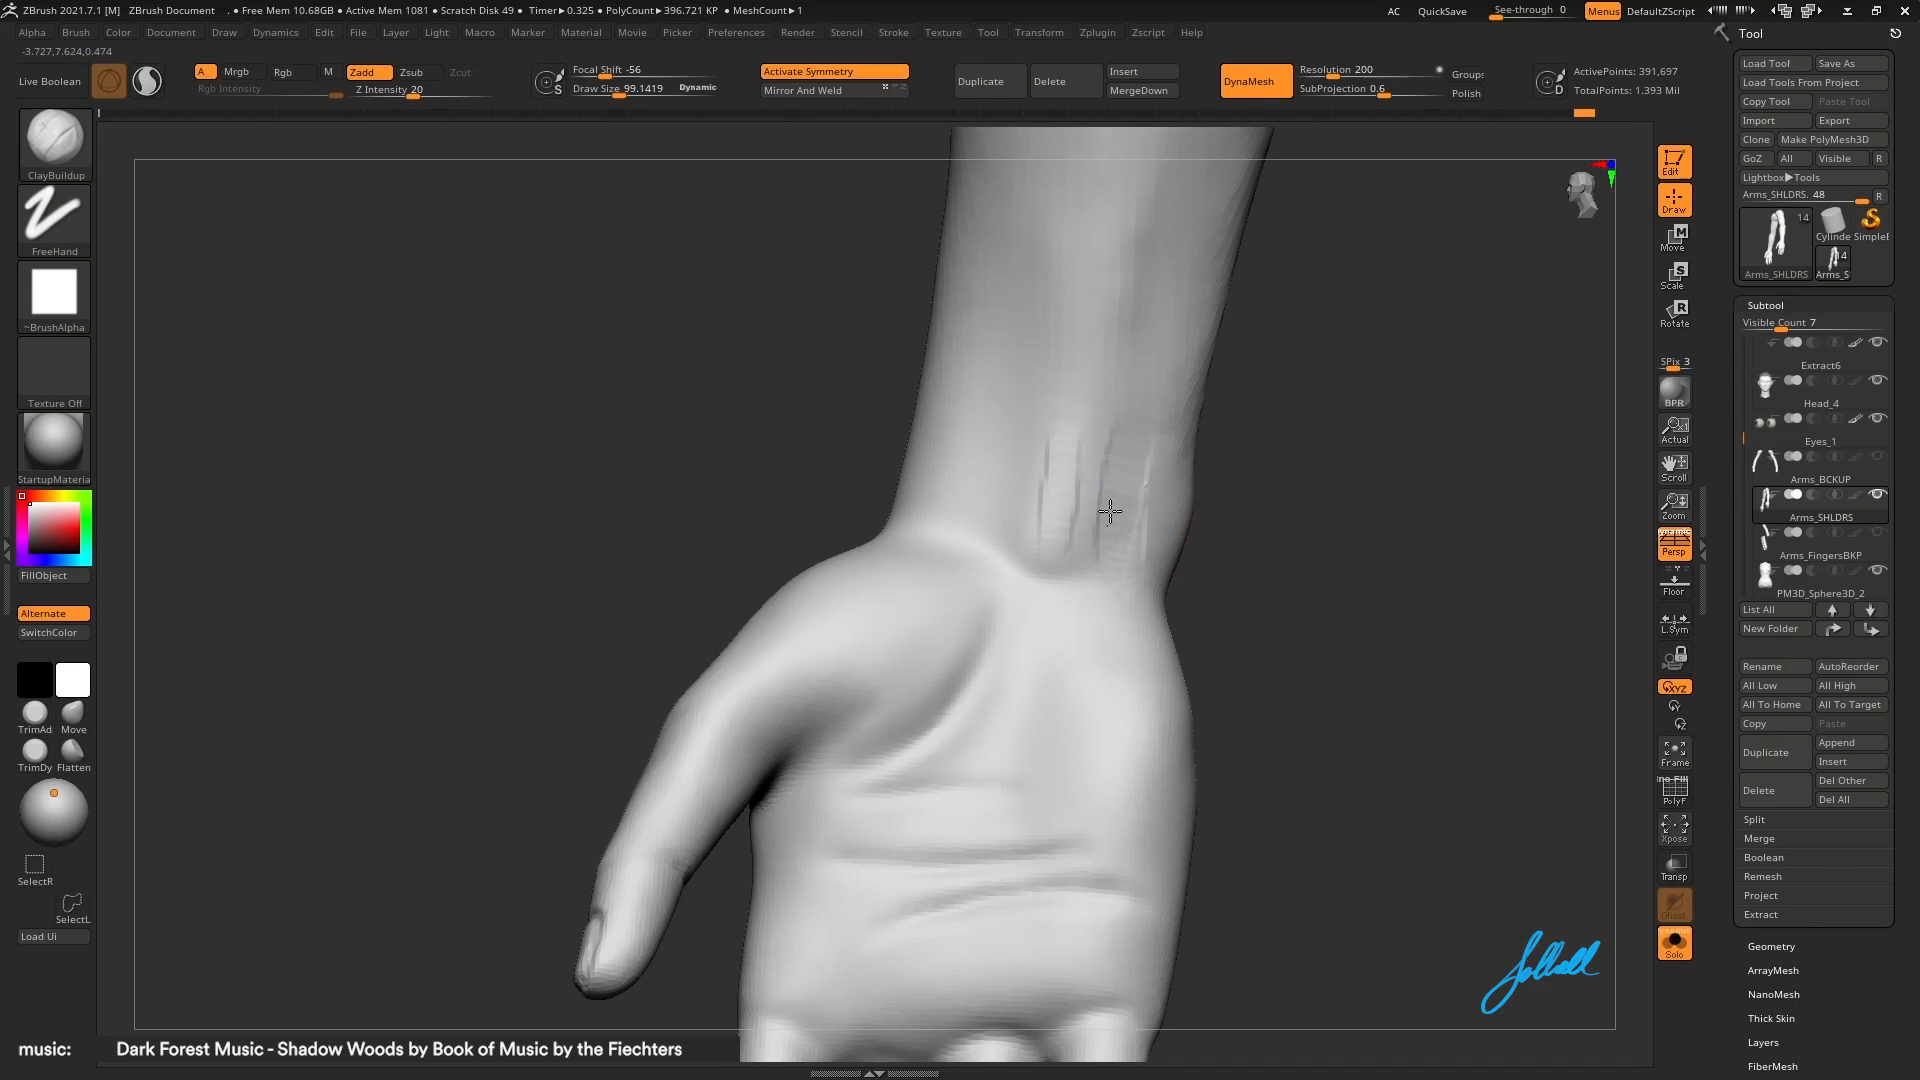 ZBrush 2021.7.1 [M] ZBrush Document . • Free Mem 10.68GB • Active Mem 1081 • Scratch Disk 49 • Timer▶0.325 • PolyCount▶396.721 KP • MeshCount▶1 AC QuickSave See-through 0 Menus DefaultZScript
Alpha Brush Color Document Draw Dynamics Edit File Layer Light Macro Marker Material Movie Picker Preferences Render Stencil Stroke Texture Tool Transform Zplugin Zscript Help
-3.727,7.624,0.474
Live Boolean
A Mrgb Rgb M Zadd Zsub Zcut
Rgb Intensity Z Intensity 20
S
Focal Shift -56
Draw Size 99.1419 Dynamic
Activate Symmetry
Mirror And Weld
Duplicate Delete
Insert
MergeDown
DynaMesh
Resolution 200
SubProjection 0.6
Groups
Polish
D
ActivePoints: 391,697
TotalPoints: 1.393 Mil
ClayBuildup
FreeHand
~BrushAlpha
Texture Off
StartupMateria
FillObject
Alternate
SwitchColor
TrimAd Move
TrimDy Flatten
SelectR
SelectL
Load Ui
Edit
Draw
Move
Scale
Rotate
SPix 3
BPR
Actual
Scroll
Zoom
Persp
Floor
L.Sym
XYZ
Frame
PolyF
Xpose
Transp
Ghost
Solo
Tool
Load Tool Save As
Load Tools From Project
Copy Tool Paste Tool
Import Export
Clone Make PolyMesh3D
GoZ All Visible R
Lightbox▶Tools
Arms_SHLDRS. 48 R
14
Cylinde SimpleE
14
Arms_SHLDRS Arms_S
Subtool
Visible Count 7
Extract6
Head_4
Eyes_1
Arms_BCKUP
Arms_SHLDRS
Arms_FingersBKP
PM3D_Sphere3D_2
List All
New Folder
Rename AutoReorder
All Low All High
All To Home All To Target
Copy Paste
Duplicate Append
Insert
Delete Del Other
Del All
Split
Merge
Boolean
Remesh
Project
Extract
Geometry
ArrayMesh
NanoMesh
Thick Skin
Layers
FiberMesh
music: Dark Forest Music - Shadow Woods by Book of Music by the Fiechters